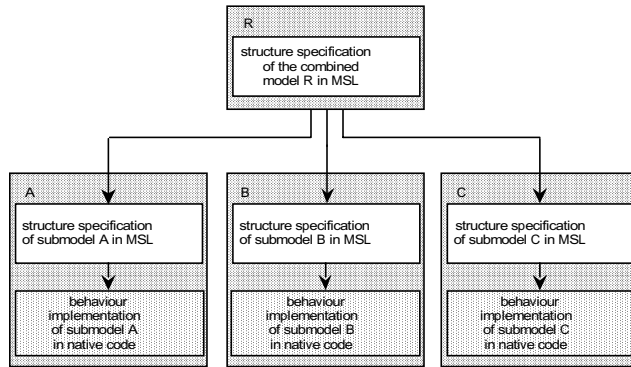 R
structure specification
of the combined
model R in MSL
A
structure specification
of submodel A in MSL
behaviour
implementation
of submodel A
in native code
B
structure specification
of submodel B in MSL
behaviour
implementation
of submodel B
in native code
C
structure specification
of submodel C in MSL
behaviour
implementation
of submodel C
in native code